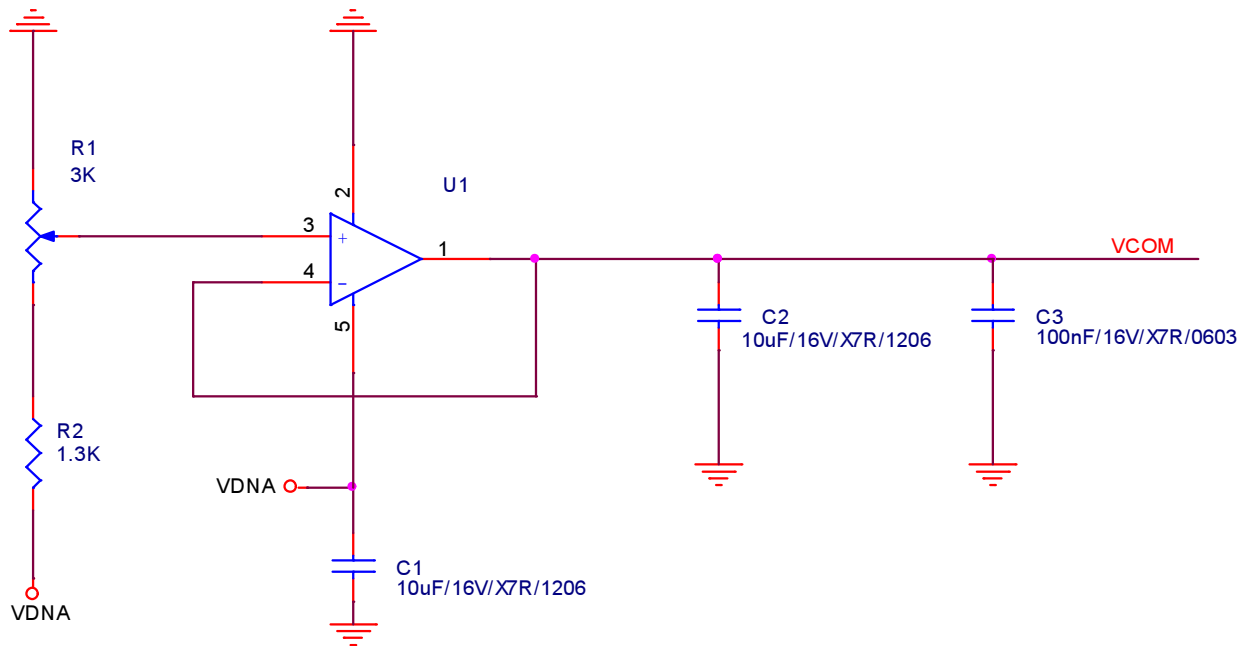 R1
3K
2
U1
3
+
1
VCOM
4
-
5
C2
10uF/16V/X7R/1206
C3
100nF/16V/X7R/0603
R2
1.3K
VDNA
C1
10uF/16V/X7R/1206
VDNA